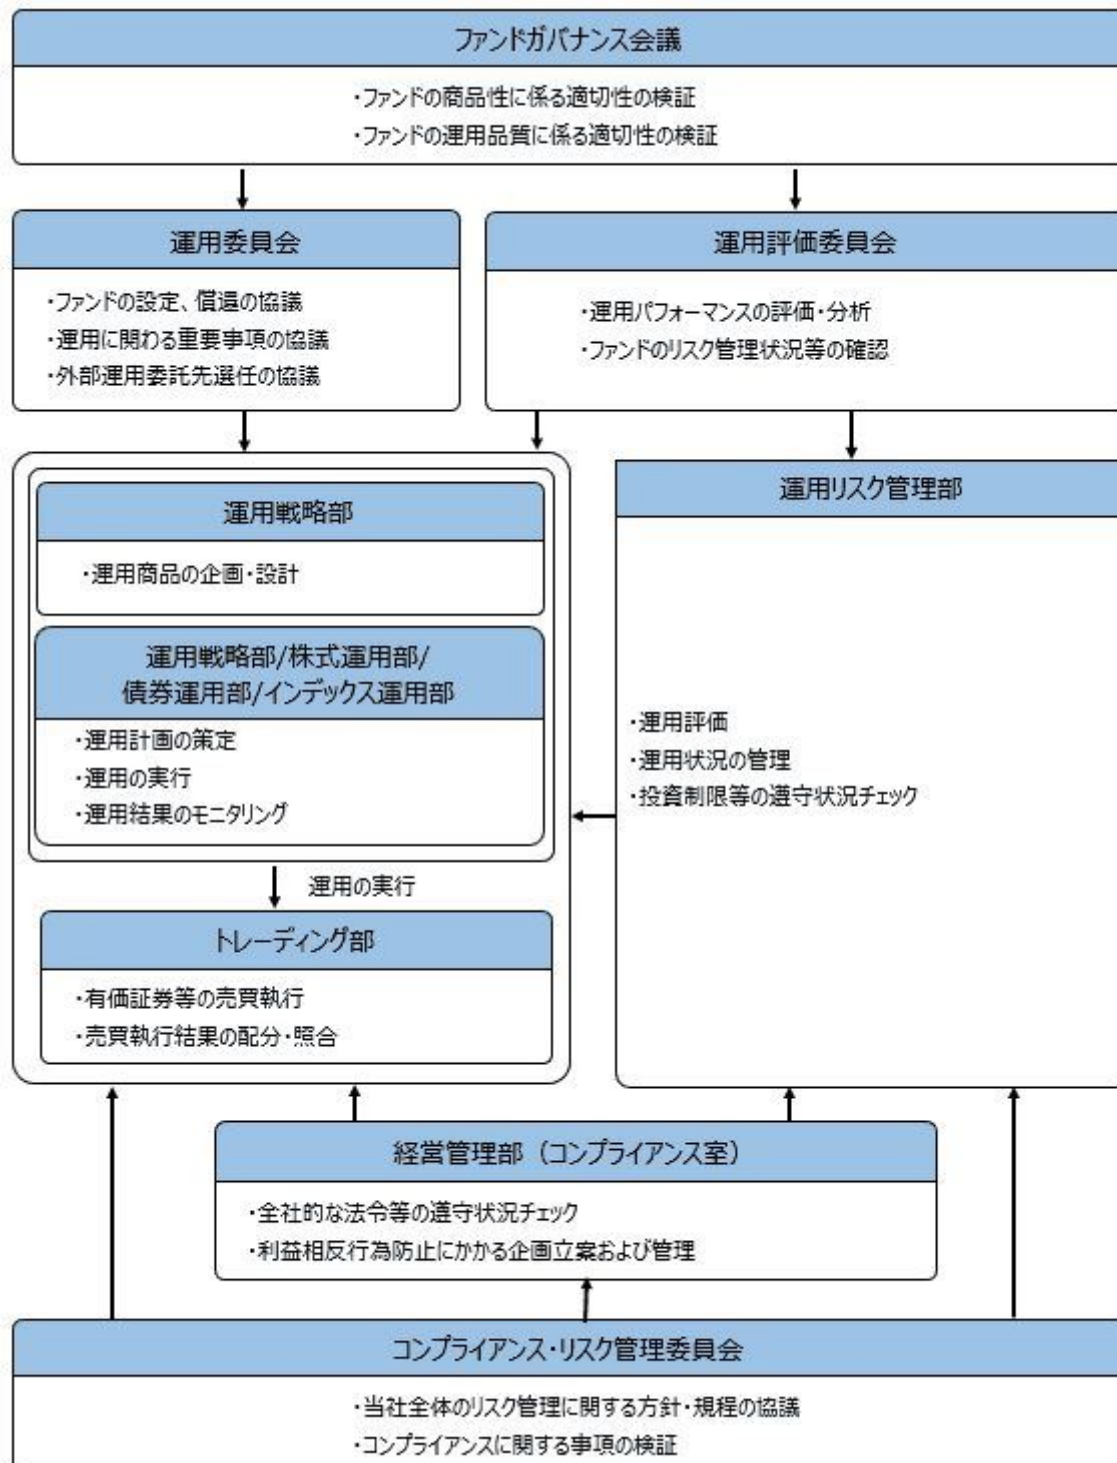 ファンドガバナンス会議
・ファンドの商品性に係る適切性の検証
・ファンドの運用品質に係る適切性の検証
運用委員会
・ファンドの設定、償還の協議
・運用に関わる重要事項の協議
・外部運用委託先選任の協議
運用評価委員会
・運用パフォーマンスの評価・分析
・ファンドのリスク管理状況等の確認
運用戦略部
・運用商品の企画・設計
運用戦略部/株式運用部/
債券運用部/インデックス運用部
・運用計画の策定
・運用の実行
・運用結果のモニタリング
運用の実行
トレーディング部
・有価証券等の売買執行
・売買執行結果の配分・照合
運用リスク管理部
・運用評価
・運用状況の管理
・投資制限等の遵守状況チェック
経営管理部（コンプライアンス室）
・全社的な法令等の遵守状況チェック
・利益相反行為防止にかかる企画立案および管理
コンプライアンス・リスク管理委員会
・当社全体のリスク管理に関する方針・規程の協議
・コンプライアンスに関する事項の検証